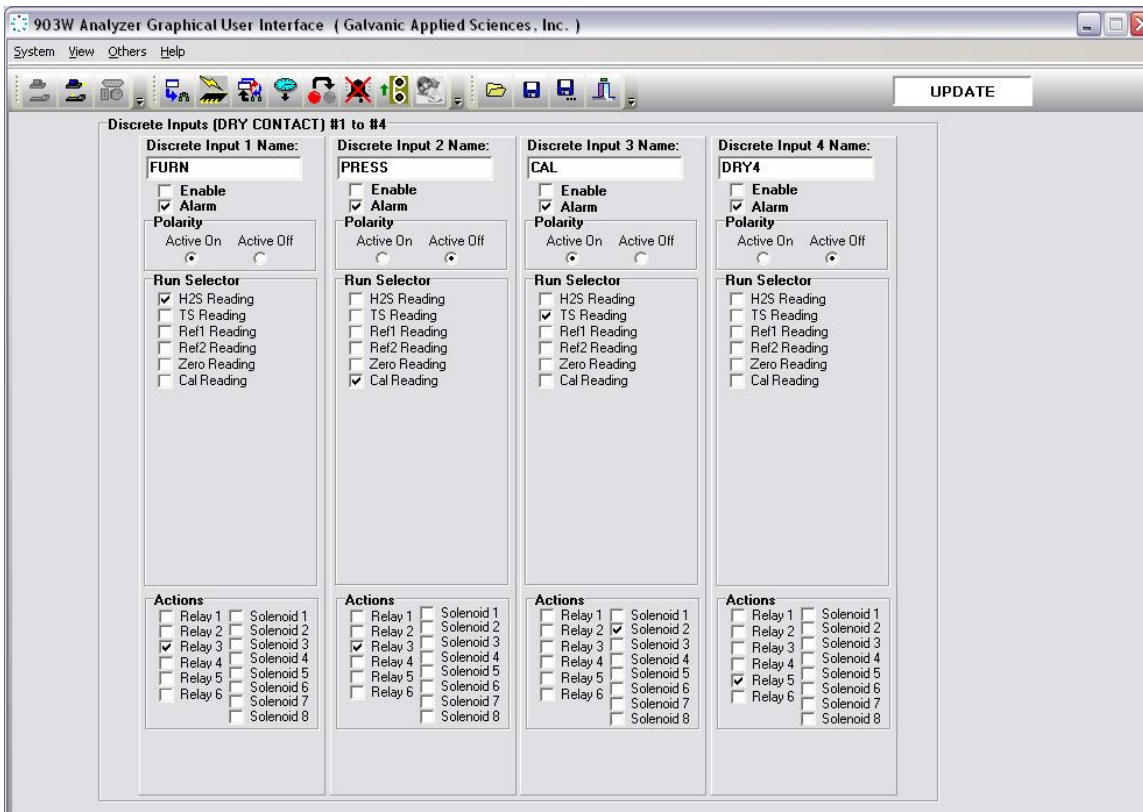 903W Analyzer Graphical User Interface ( Galvanic Applied Sciences, Inc. )
System View Others Help
UPDATE
Discrete Inputs (DRY CONTACT) #1 to #4
Discrete Input 1 Name:
FURN
Enable
Alarm
Polarity
Active On Active Off
Run Selector
H2S Reading
TS Reading
Ref1 Reading
Ref2 Reading
Zero Reading
Cal Reading
Actions
Relay 1 Solenoid 1
Relay 2 Solenoid 2
Relay 3 Solenoid 3
Relay 4 Solenoid 4
Relay 5 Solenoid 5
Relay 6 Solenoid 6
Solenoid 7
Solenoid 8
Discrete Input 2 Name:
PRESS
Enable
Alarm
Polarity
Active On Active Off
Run Selector
H2S Reading
TS Reading
Ref1 Reading
Ref2 Reading
Zero Reading
Cal Reading
Actions
Relay 1 Solenoid 1
Relay 2 Solenoid 2
Relay 3 Solenoid 3
Relay 4 Solenoid 4
Relay 5 Solenoid 5
Relay 6 Solenoid 6
Solenoid 7
Solenoid 8
Discrete Input 3 Name:
CAL
Enable
Alarm
Polarity
Active On Active Off
Run Selector
H2S Reading
TS Reading
Ref1 Reading
Ref2 Reading
Zero Reading
Cal Reading
Actions
Relay 1 Solenoid 1
Relay 2 Solenoid 2
Relay 3 Solenoid 3
Relay 4 Solenoid 4
Relay 5 Solenoid 5
Relay 6 Solenoid 6
Solenoid 7
Solenoid 8
Discrete Input 4 Name:
DRY4
Enable
Alarm
Polarity
Active On Active Off
Run Selector
H2S Reading
TS Reading
Ref1 Reading
Ref2 Reading
Zero Reading
Cal Reading
Actions
Relay 1 Solenoid 1
Relay 2 Solenoid 2
Relay 3 Solenoid 3
Relay 4 Solenoid 4
Relay 5 Solenoid 5
Relay 6 Solenoid 6
Solenoid 7
Solenoid 8